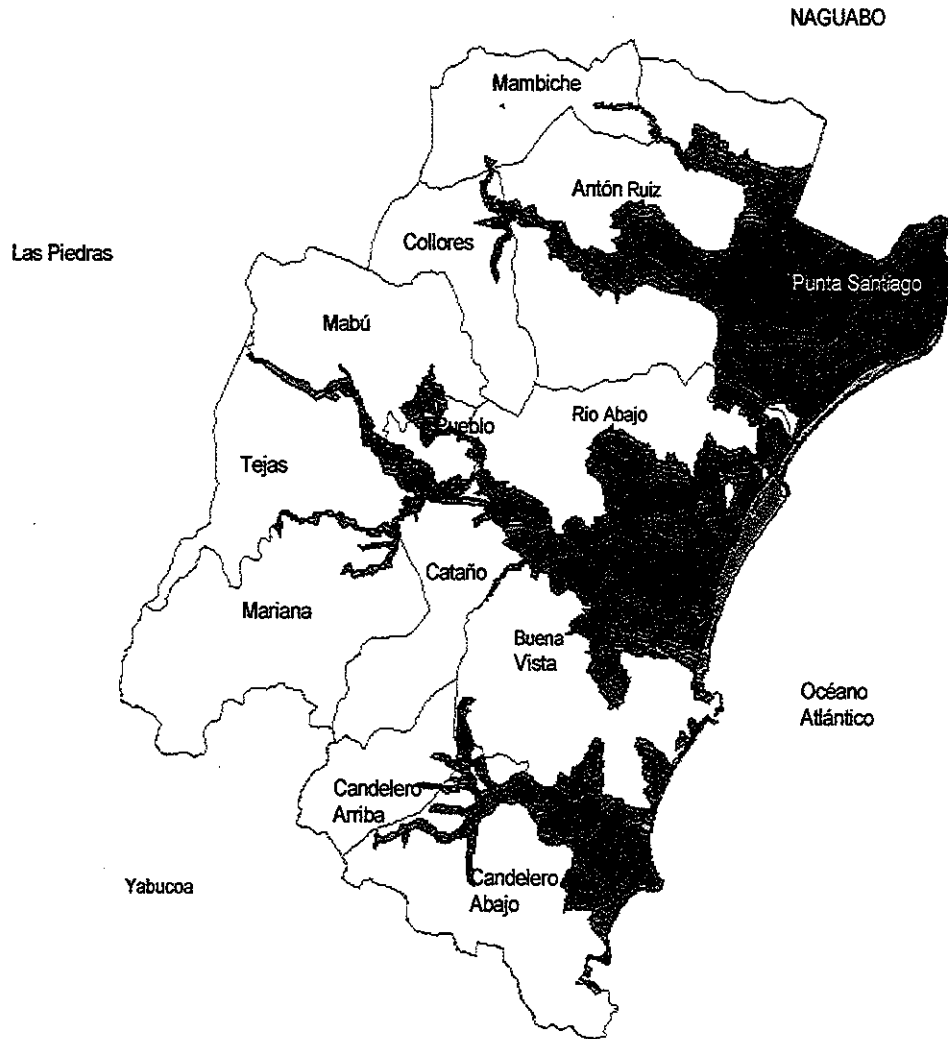 NAGUABO
Mambiche
Antón Ruiz
Collores
Las Piedras
Punta Santiago
Mabú
Río Abajo
Pueblo
Tejas
Cataño
Mariana
Buena
Vista
Océano
Atlántico
Candelero
Arriba
Yabucoa
Candelero
Abajo